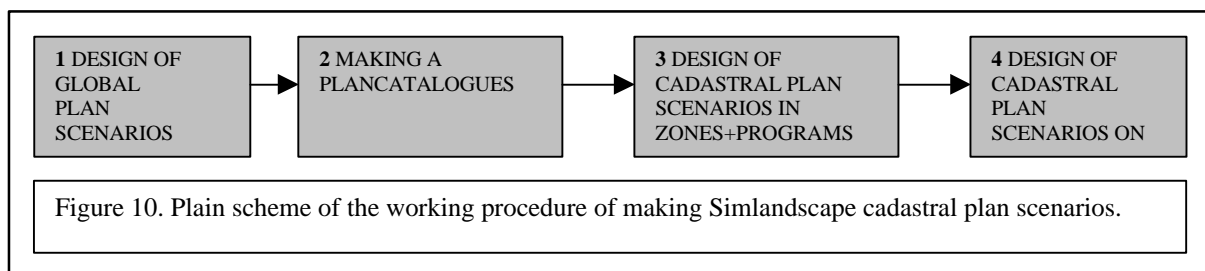 1 DESIGN OF
GLOBAL
PLAN
SCENARIOS
2 MAKING A
PLANCATALOGUES
3 DESIGN OF
CADASTRAL PLAN
SCENARIOS IN
ZONES+PROGRAMS
4 DESIGN OF
CADASTRAL
PLAN
SCENARIOS ON
Figure 10. Plain scheme of the working procedure of making Simlandscape cadastral plan scenarios.